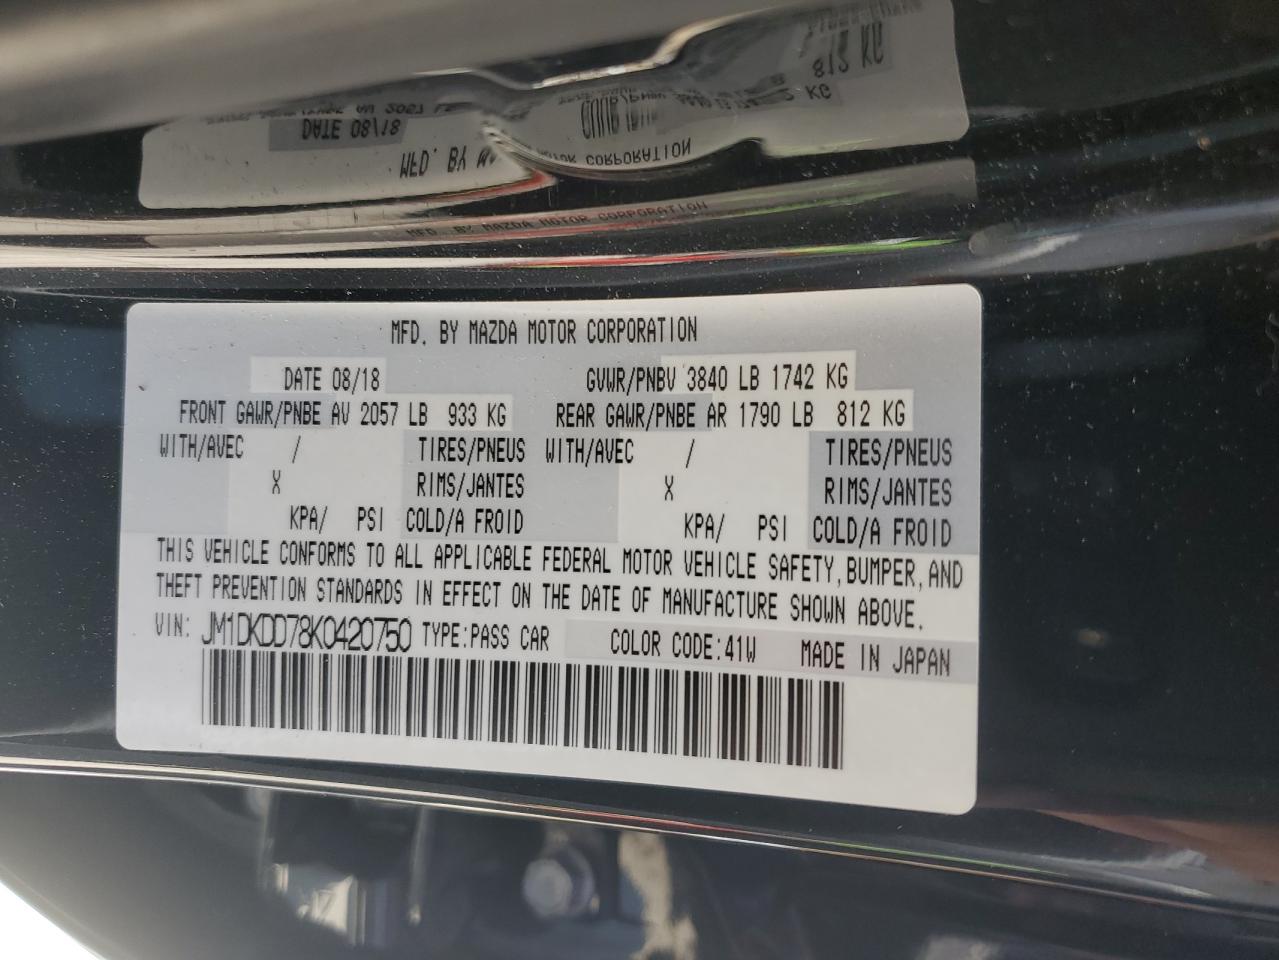 MFD. BY MAZDA MOTOR CORPORATION
DATE 08/18 GVWR/PNBV 3840 LB 1742 KG
FRONT GAWR/PNBE AV 2057 LB 933 KG REAR GAWR/PNBE AR 1790 LB 812 KG
WITH/AVEC / TIRES/PNEUS WITH/AVEC / TIRES/PNEUS
X RIMS/JANTES X RIMS/JANTES
KPA/ PSI COLD/A FROID KPA/ PSI COLD/A FROID
THIS VEHICLE CONFORMS TO ALL APPLICABLE FEDERAL MOTOR VEHICLE SAFETY, BUMPER, AND
THEFT PREVENTION STANDARDS IN EFFECT ON THE DATE OF MANUFACTURE SHOWN ABOVE.
VIN: JM1DKDD78K0420750 TYPE:PASS CAR COLOR CODE:41W MADE IN JAPAN